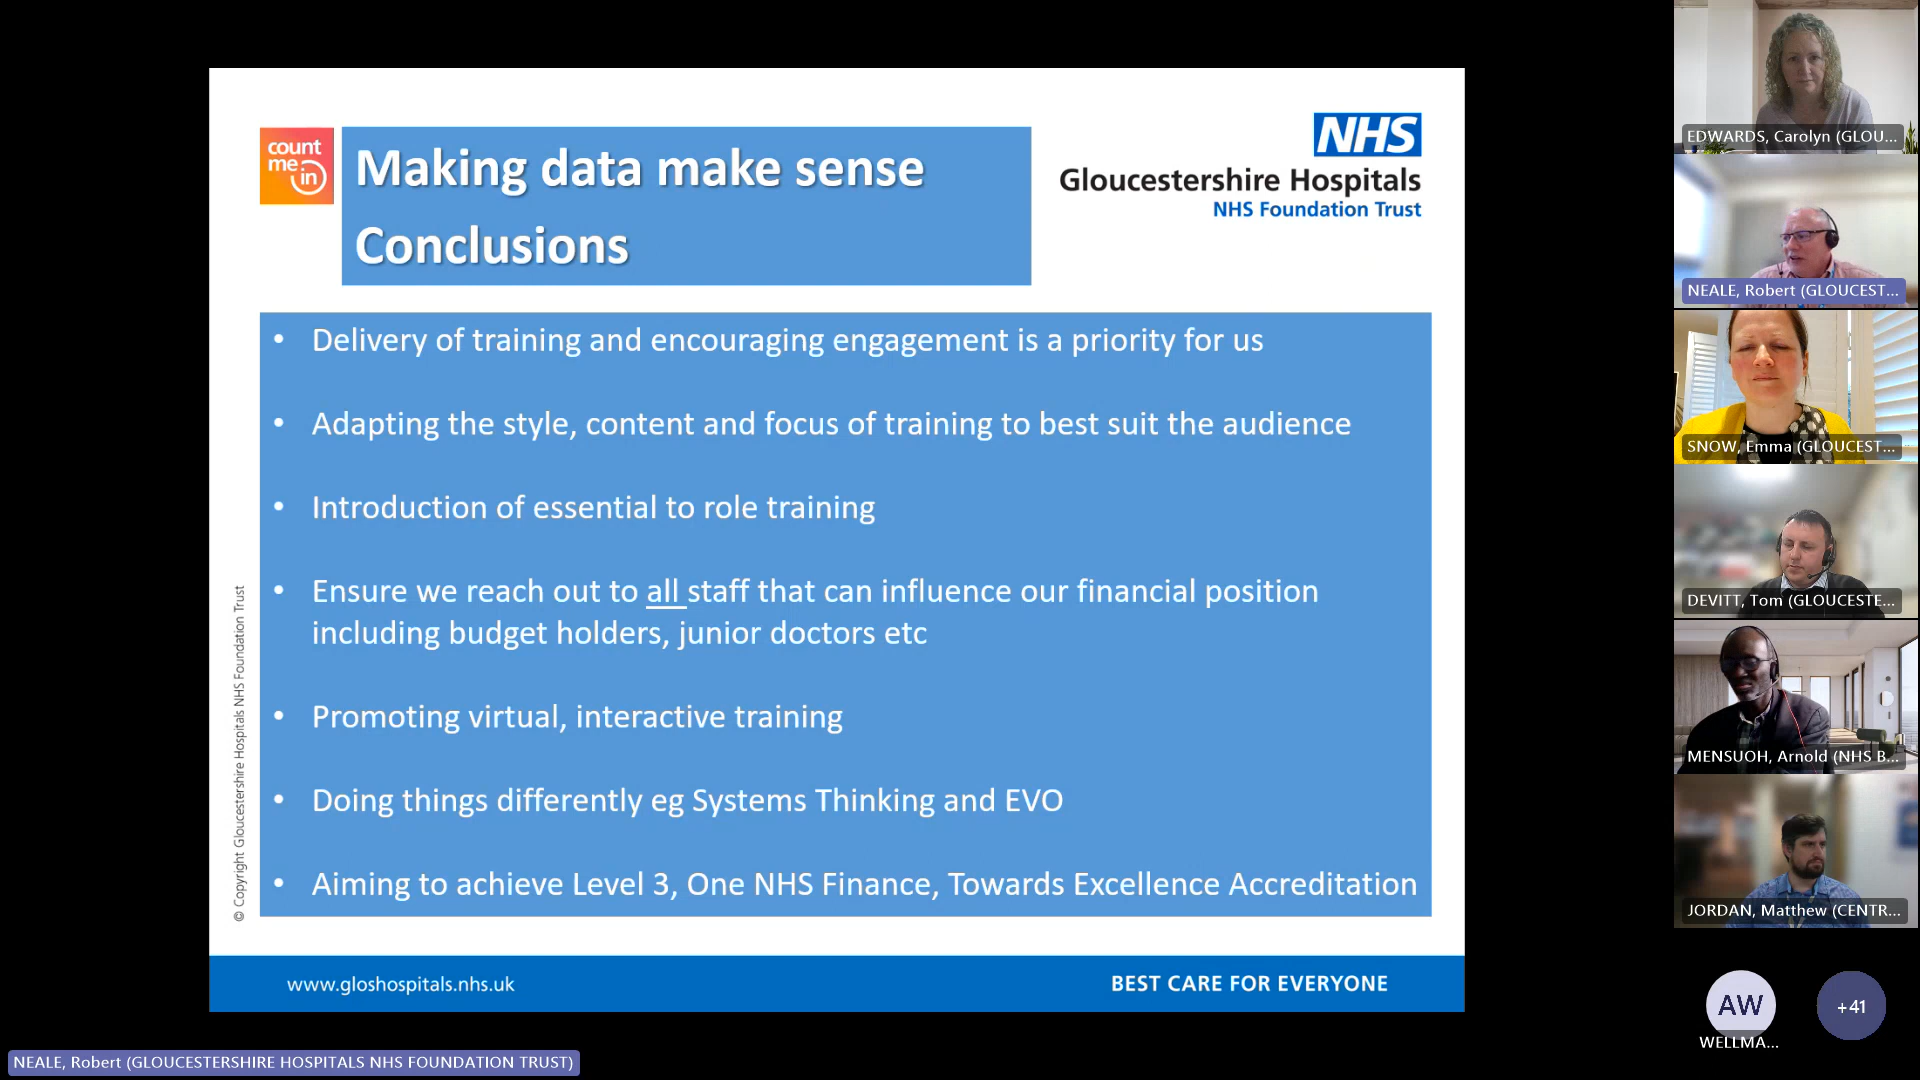 count
me
in
Making data make sense
Conclusions
NHS
Gloucestershire Hospitals
NHS Foundation Trust
• Delivery of training and encouraging engagement is a priority for us
• Adapting the style, content and focus of training to best suit the audience
• Introduction of essential to role training
• Ensure we reach out to all staff that can influence our financial position
including budget holders, junior doctors etc
• Promoting virtual, interactive training
• Doing things differently eg Systems Thinking and EVO
• Aiming to achieve Level 3, One NHS Finance, Towards Excellence Accreditation
© Copyright Gloucestershire Hospitals NHS Foundation Trust
www.gloshospitals.nhs.uk
BEST CARE FOR EVERYONE
EDWARDS, Carolyn (GLOU...
NEALE, Robert (GLOUCEST...
SNOW, Emma (GLOUCEST...
DEVITT, Tom (GLOUCESTE...
MENSUOH, Arnold (NHS B...
JORDAN, Matthew (CENTR...
AW
WELLMA...
+41
NEALE, Robert (GLOUCESTERSHIRE HOSPITALS NHS FOUNDATION TRUST)